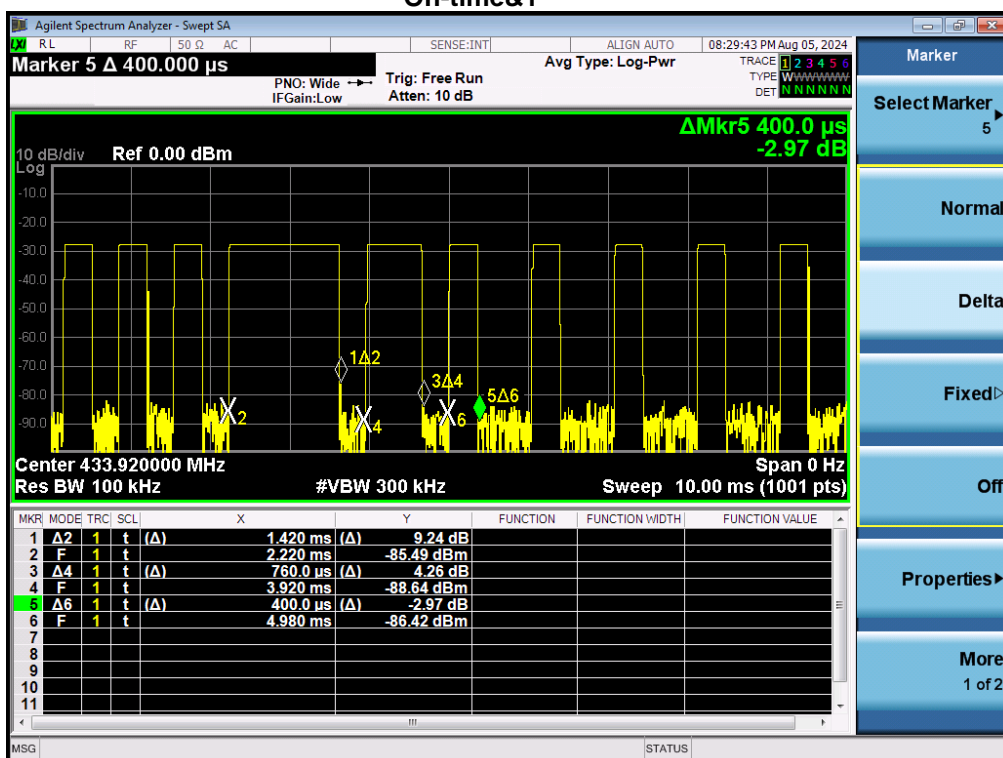 On-time&T
Agilent Spectrum Analyzer - Swept SA
LXI RL RF 50 Ω AC SENSE:INT ALIGN AUTO 08:29:43 PM Aug 05, 2024
Marker 5 Δ 400.000 µs
PNO: Wide
IFGain:Low
Trig: Free Run
Atten: 10 dB
Avg Type: Log-Pwr
TRACE 1 2 3 4 5 6
TYPE WWWWWW
DET N N N N N N
ΔMkr5 400.0 µs
-2.97 dB
10 dB/div Ref 0.00 dBm
Log
-10.0
-20.0
-30.0
-40.0
-50.0
-60.0
-70.0
-80.0
-90.0
1Δ2
3Δ4
5Δ6
2
4
6
Center 433.920000 MHz Span 0 Hz
Res BW 100 kHz #VBW 300 kHz Sweep 10.00 ms (1001 pts)
MKR MODE TRC SCL X Y FUNCTION FUNCTION WIDTH FUNCTION VALUE
1 Δ2 1 t (Δ) 1.420 ms (Δ) 9.24 dB
2 F 1 t 2.220 ms -85.49 dBm
3 Δ4 1 t (Δ) 760.0 µs (Δ) 4.26 dB
4 F 1 t 3.920 ms -88.64 dBm
5 Δ6 1 t (Δ) 400.0 µs (Δ) -2.97 dB
6 F 1 t 4.980 ms -86.42 dBm
7
8
9
10
11
MSG STATUS
Marker
Select Marker
5
Normal
Delta
Fixed
Off
Properties
More
1 of 2